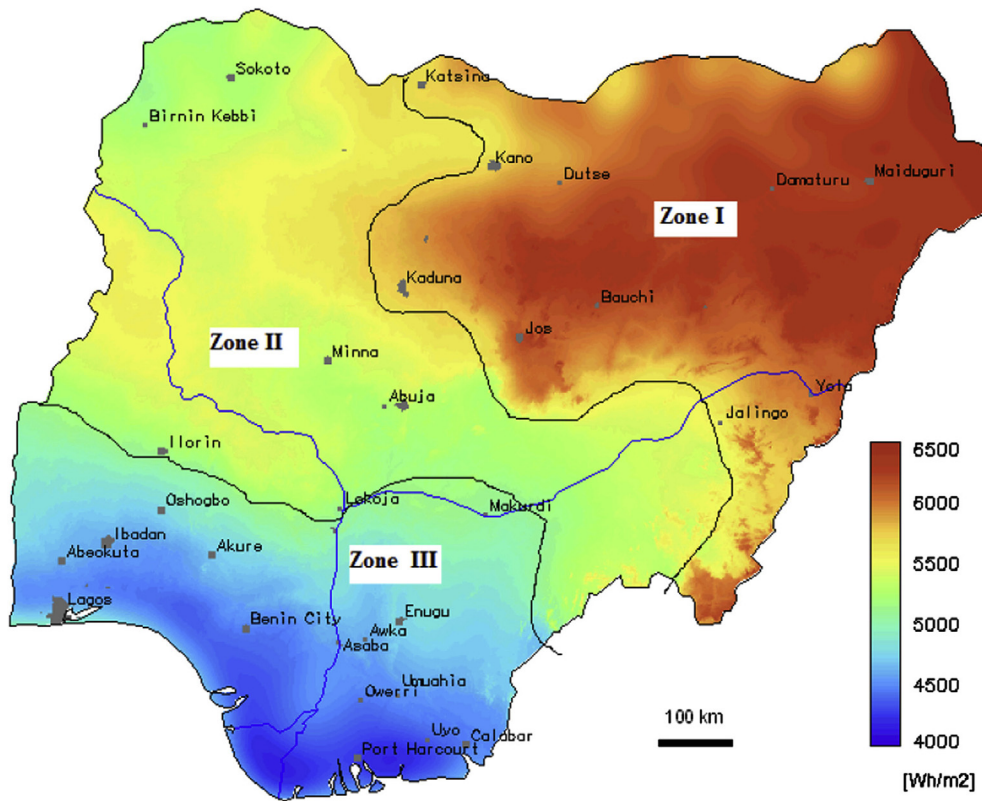 Sokoto
Katsina
Birnin Kebbi
Kano
Dutse
Damaturu
Maiduguri
Zone I
Kaduna
Bauchi
Jos
Zone II
Minna
Yola
Abuja
Jalingo
Ilorin
6500
Oshogbo
Lokoja
Makurdi
6000
Ibadan
Abeokuta
Akure
Zone III
5500
Lagos
Enugu
Benin City
Awka
5000
Asaba
Umuahia
Owerri
4500
100 km
Uyo
Calabar
Port Harcourt
4000
[Wh/m2]